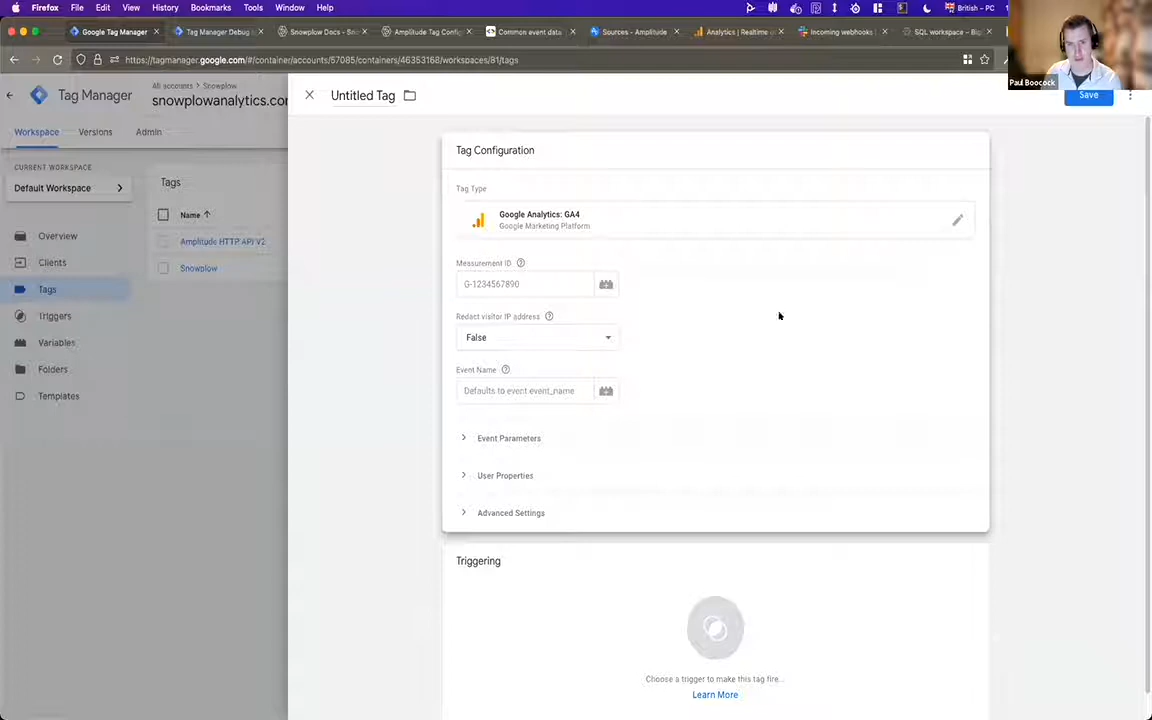 Firefox File Edit View History Bookmarks Tools Window Help British – PC
Google Tag Manager Tag Manager Debug Snowplow Docs - Sn Amplitude Tag Config Common event data Sources - Amplitude Analytics | Realtime Incoming webhooks SQL workspace – Big
https://tagmanager.google.com/#/container/accounts/57085/containers/46353168/workspaces/81/tags
Paul Boocock
Tag Manager
All accounts > Snowplow
snowplowanalytics.co
Untitled Tag
Save
Workspace Versions Admin
CURRENT WORKSPACE
Default Workspace
Overview
Clients
Tags
Triggers
Variables
Folders
Templates
Tags
Name
Amplitude HTTP API V2
Snowplow
Tag Configuration
Tag Type
Google Analytics: GA4
Google Marketing Platform
Measurement ID
G-1234567890
Redact visitor IP address
False
Event Name
Defaults to event event_name
Event Parameters
User Properties
Advanced Settings
Triggering
Choose a trigger to make this tag fire...
Learn More